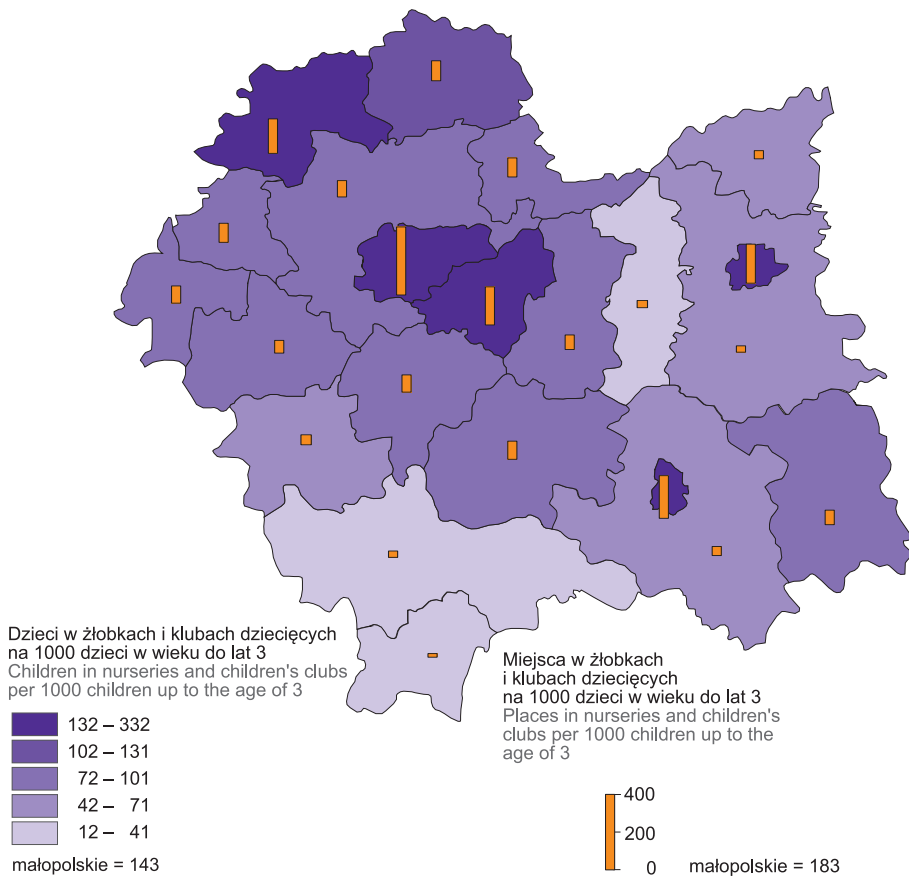 Dzieci w żłobkach i klubach dziecięcych
na 1000 dzieci w wieku do lat 3
Children in nurseries and children's clubs
per 1000 children up to the age of 3
132 – 332
102 – 131
72 – 101
42 – 71
12 – 41
małopolskie = 143
Miejsca w żłobkach
i klubach dziecięcych
na 1000 dzieci w wieku do lat 3
Places in nurseries and children's
clubs per 1000 children up to the
age of 3
400
200
0
małopolskie = 183